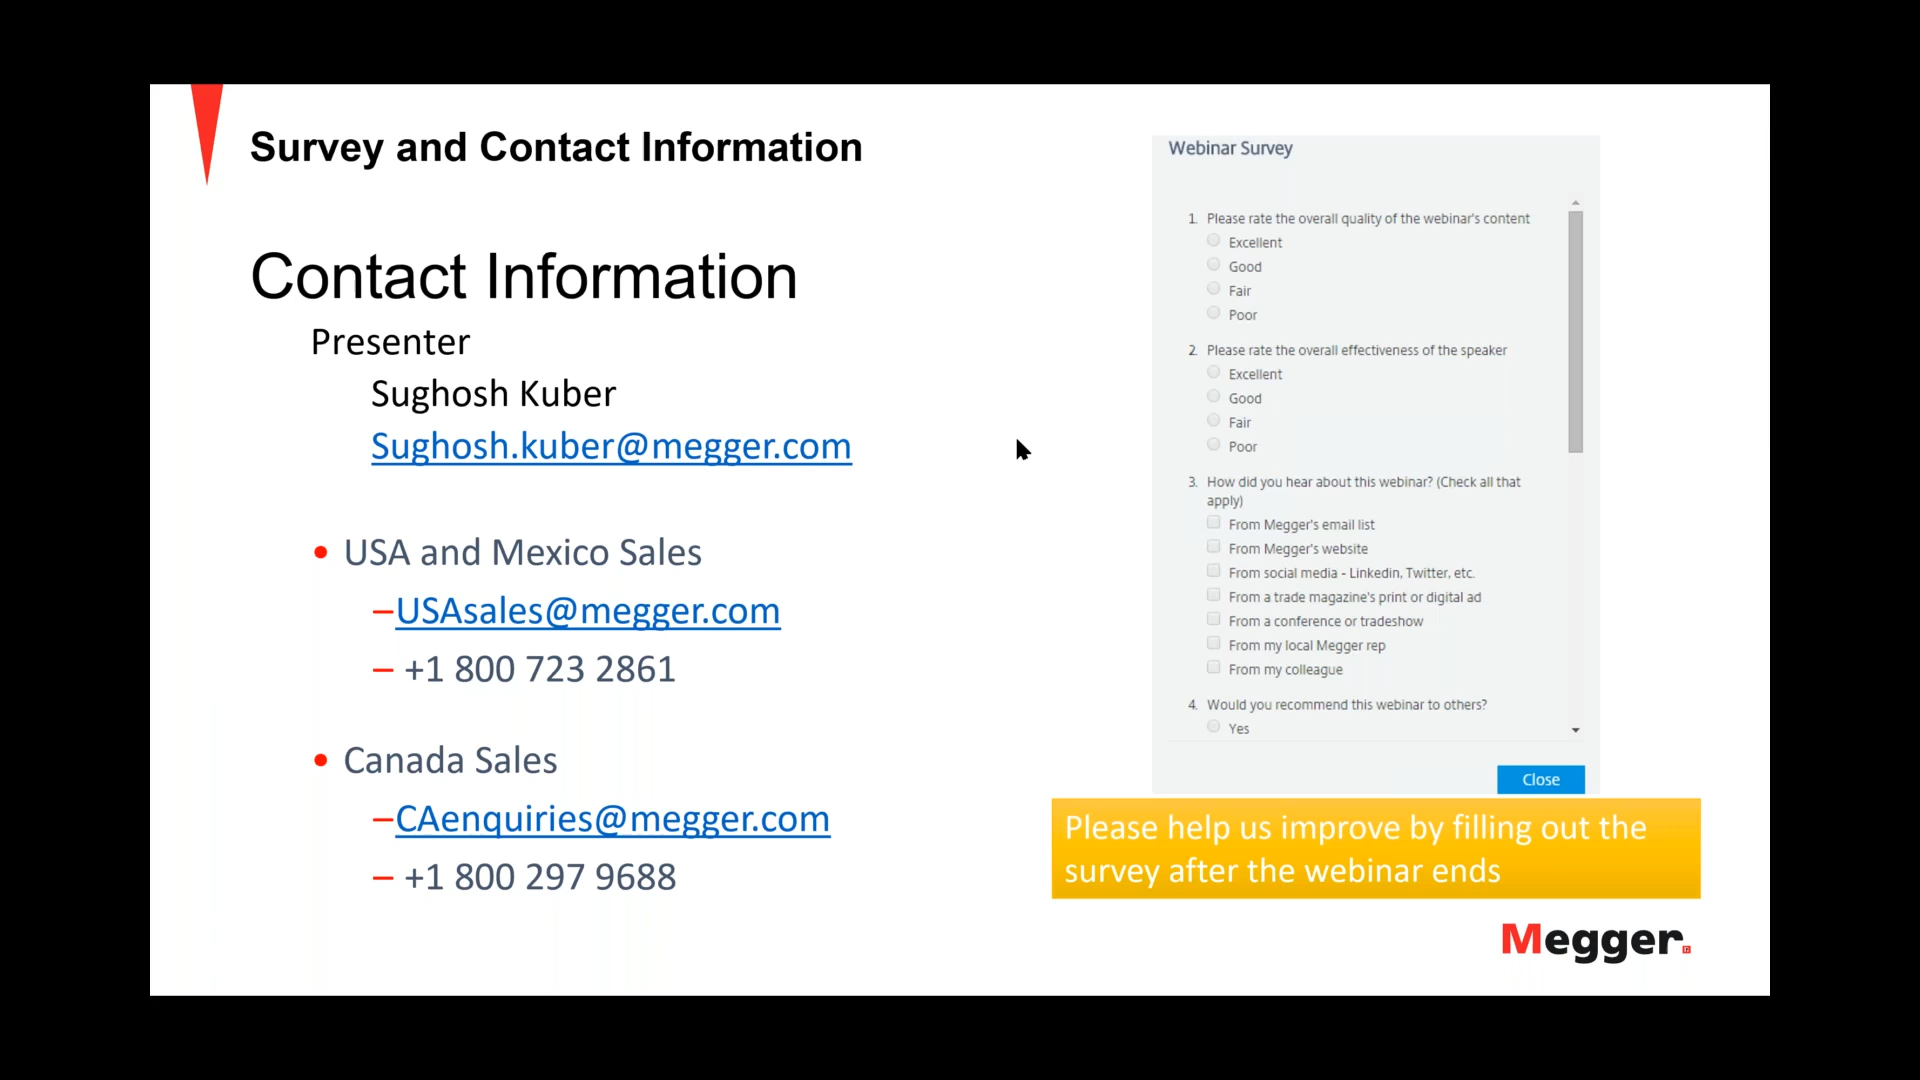 Survey and Contact Information
Contact Information
Presenter
Sughosh Kuber
Sughosh.kuber@megger.com
• USA and Mexico Sales
–USAsales@megger.com
– +1 800 723 2861
• Canada Sales
–CAenquiries@megger.com
– +1 800 297 9688
Webinar Survey
1. Please rate the overall quality of the webinar's content
Excellent
Good
Fair
Poor
2. Please rate the overall effectiveness of the speaker
Excellent
Good
Fair
Poor
3. How did you hear about this webinar? (Check all that
apply)
From Megger's email list
From Megger's website
From social media - Linkedin, Twitter, etc.
From a trade magazine's print or digital ad
From a conference or tradeshow
From my local Megger rep
From my colleague
4. Would you recommend this webinar to others?
Yes
Close
Please help us improve by filling out the
survey after the webinar ends
Megger